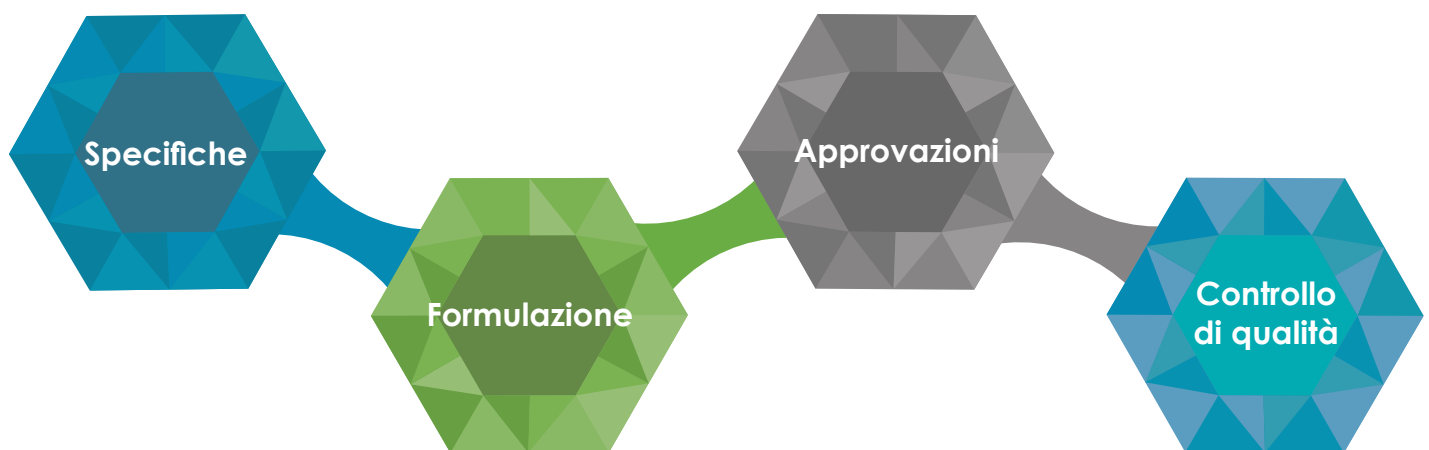 Specifiche
Formulazione
Approvazioni
Controllo
di qualità